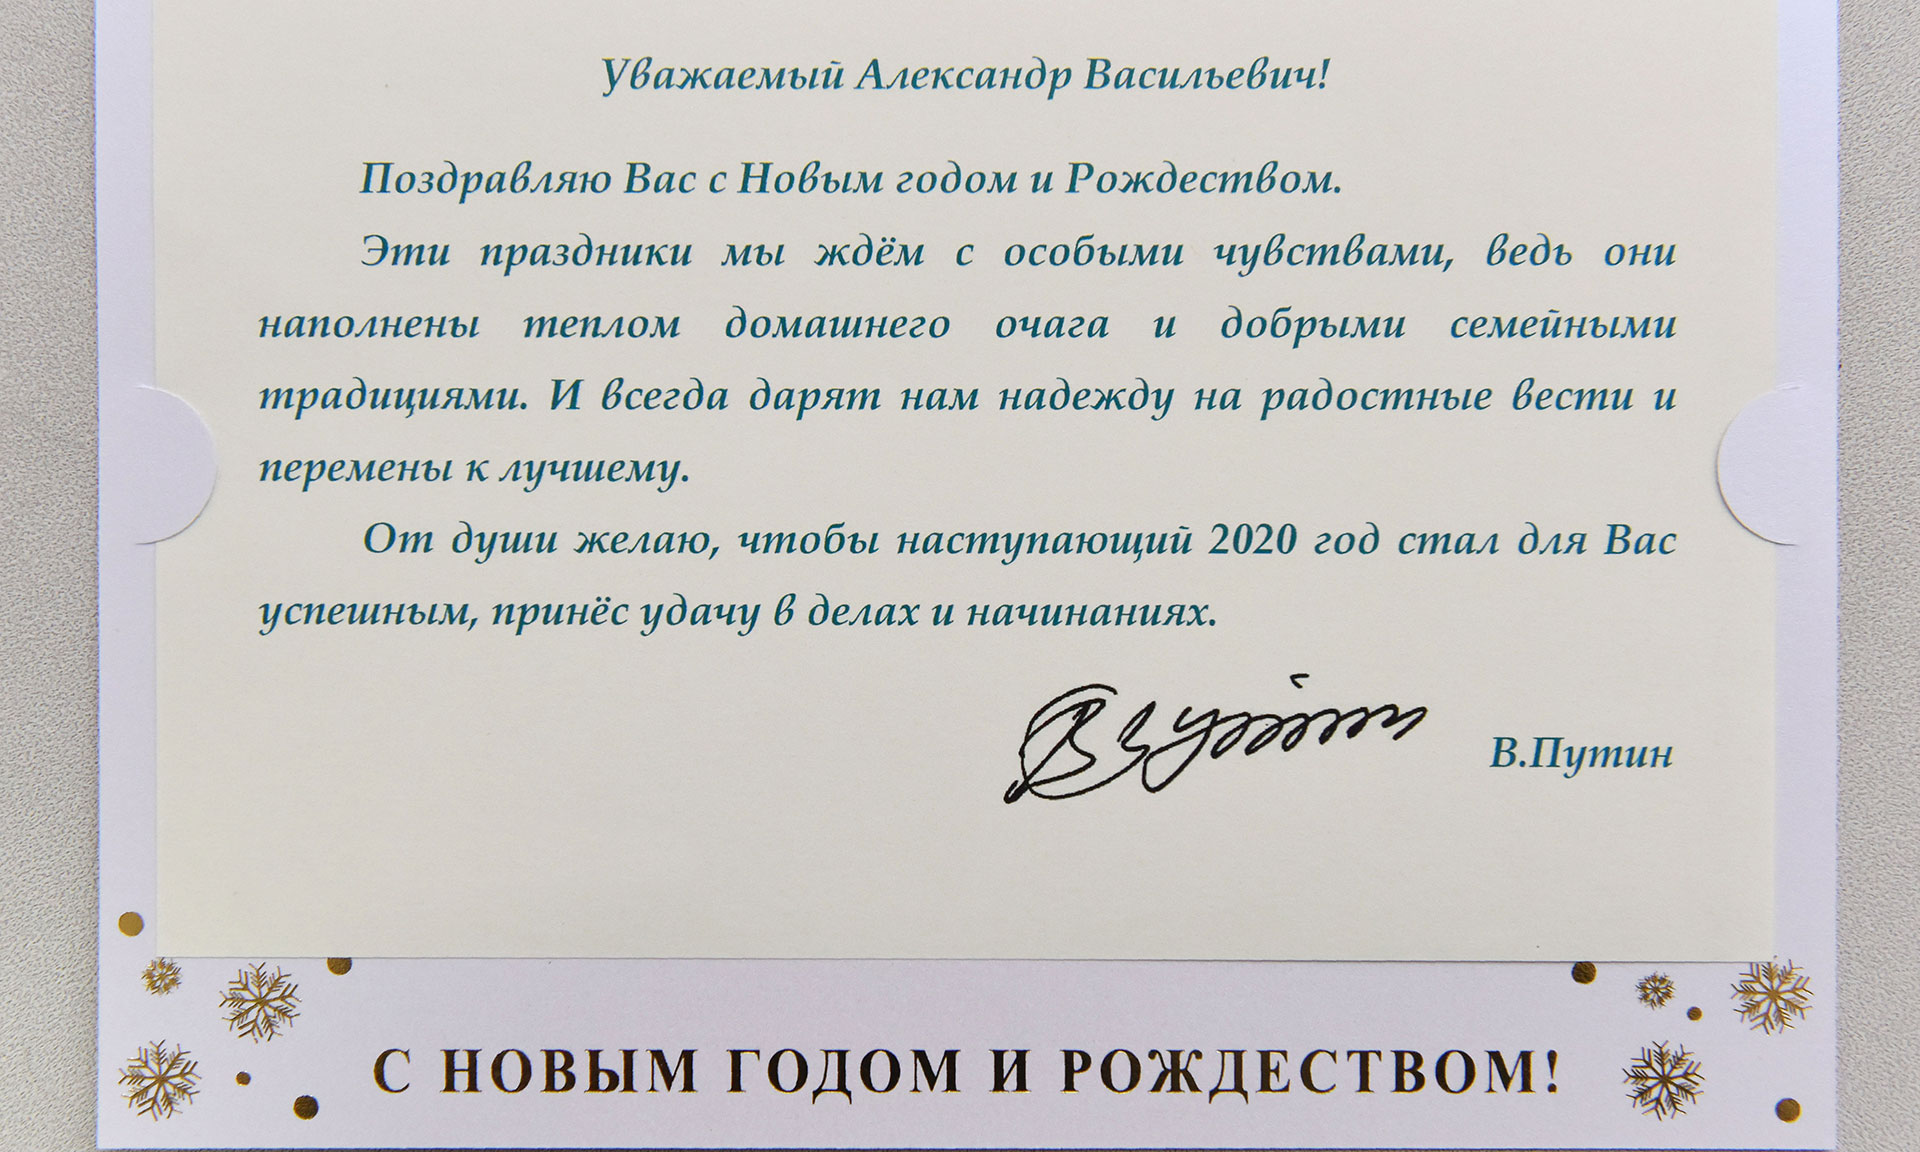 Уважаемый Александр Васильевич!
Поздравляю Вас с Новым годом и Рождеством.
Эти праздники мы ждём с особыми чувствами, ведь они
наполнены теплом домашнего очага и добрыми семейными
традициями. И всегда дарят нам надежду на радостные вести и
перемены к лучшему.
От души желаю, чтобы наступающий 2020 год стал для Вас
успешным, принёс удачу в делах и начинаниях.
В.Путин
С НОВЫМ ГОДОМ И РОЖДЕСТВОМ!